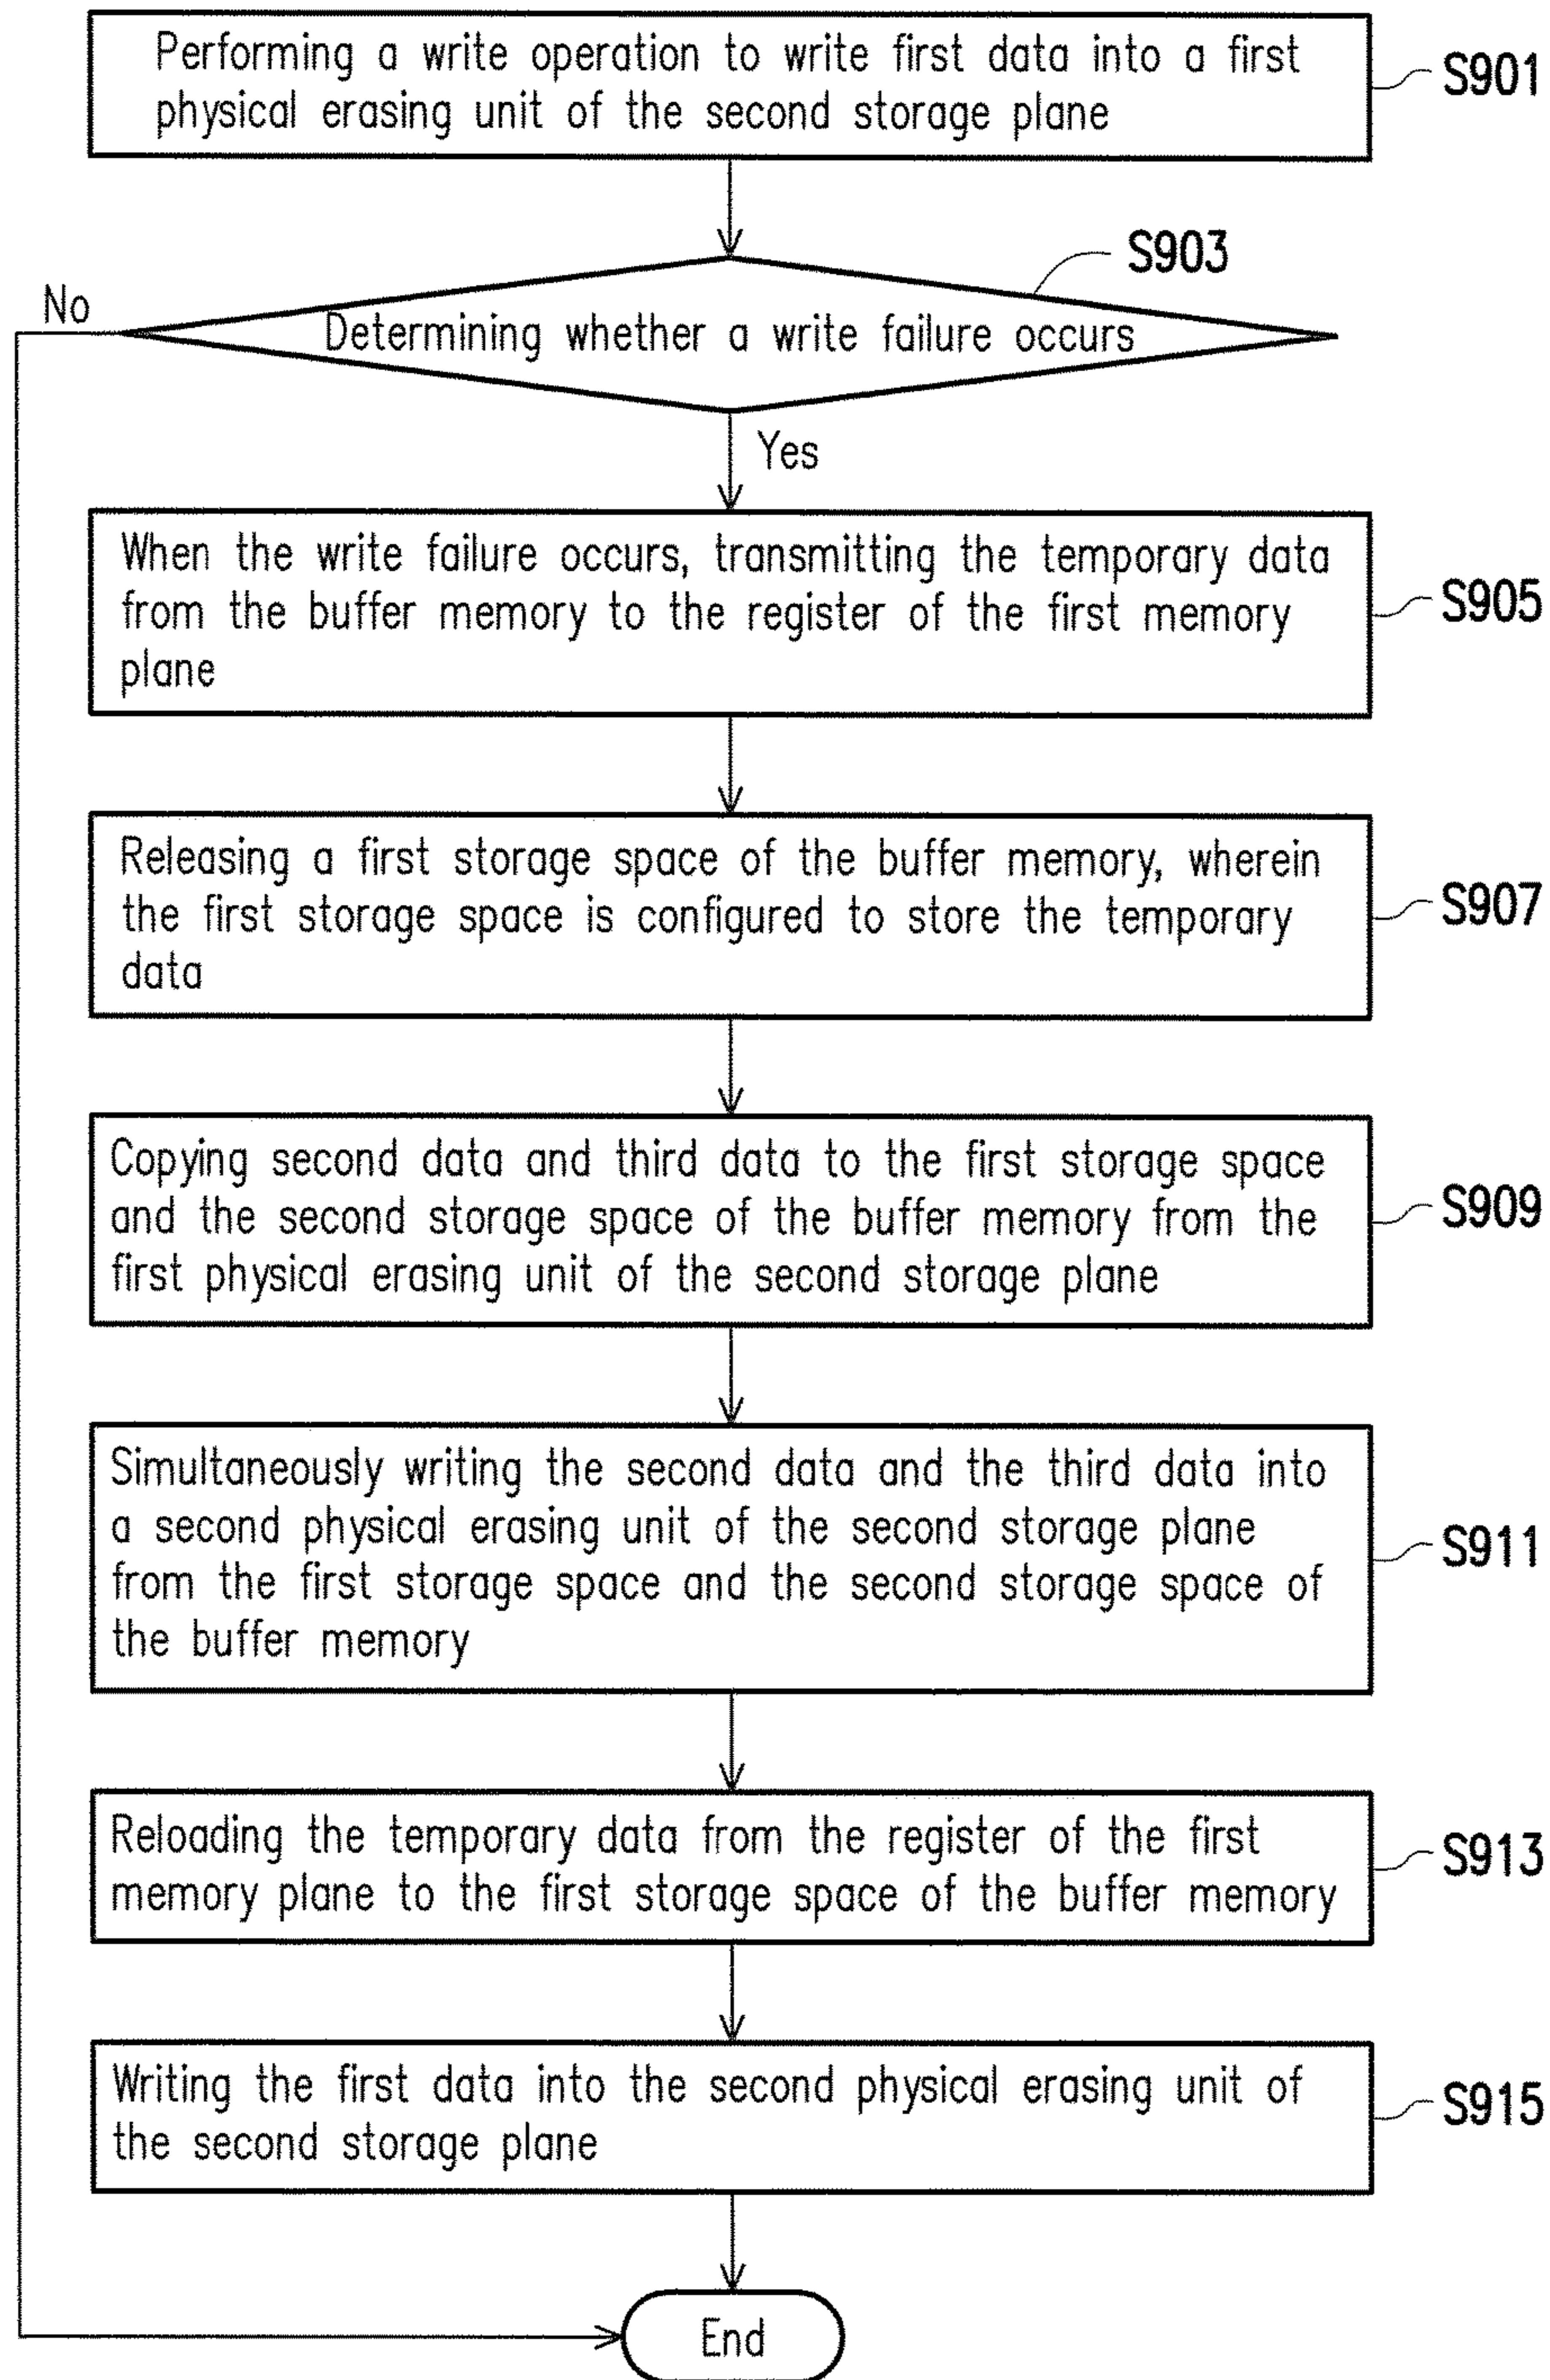 Performing a write operation to write first data into a first
physical erasing unit of the second storage plane
S901
S903
No
Determining whether a write failure occurs
Yes
When the write failure occurs, transmitting the temporary data
from the buffer memory to the register of the first memory
plane
S905
Releasing a first storage space of the buffer memory, wherein
the first storage space is configured to store the temporary
data
S907
Copying second data and third data to the first storage space
and the second storage space of the buffer memory from the
first physical erasing unit of the second storage plane
S909
Simultaneously writing the second data and the third data into
a second physical erasing unit of the second storage plane
from the first storage space and the second storage space of
the buffer memory
S911
Reloading the temporary data from the register of the first
memory plane to the first storage space of the buffer memory
S913
Writing the first data into the second physical erasing unit of
the second storage plane
S915
End